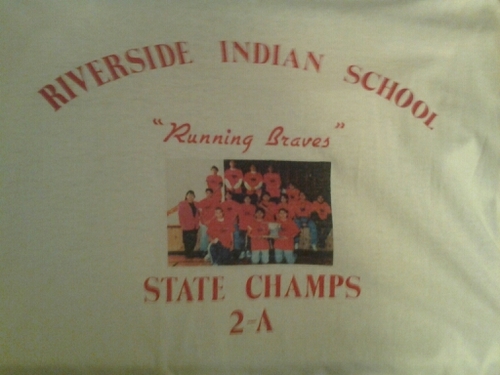 RIVERSIDE INDIAN SCHOOL
"Running Braves"
STATE CHAMPS
2-A